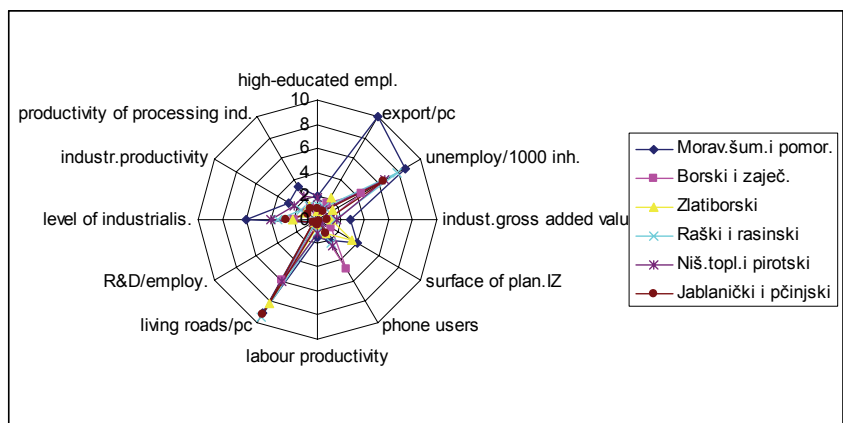 high-educated empl.
productivity of processing ind.
10
export/pc
8
industr.productivity
6
unemploy/1000 inh.
4
2
level of industrialis.
0
indust.gross added valu
R&D/employ.
surface of plan.IZ
living roads/pc
phone users
labour productivity
Morav.šum.i pomor.
Borski i zaječ.
Zlatiborski
Raški i rasinski
Niš.topl.i pirotski
Jablanički i pčinjski